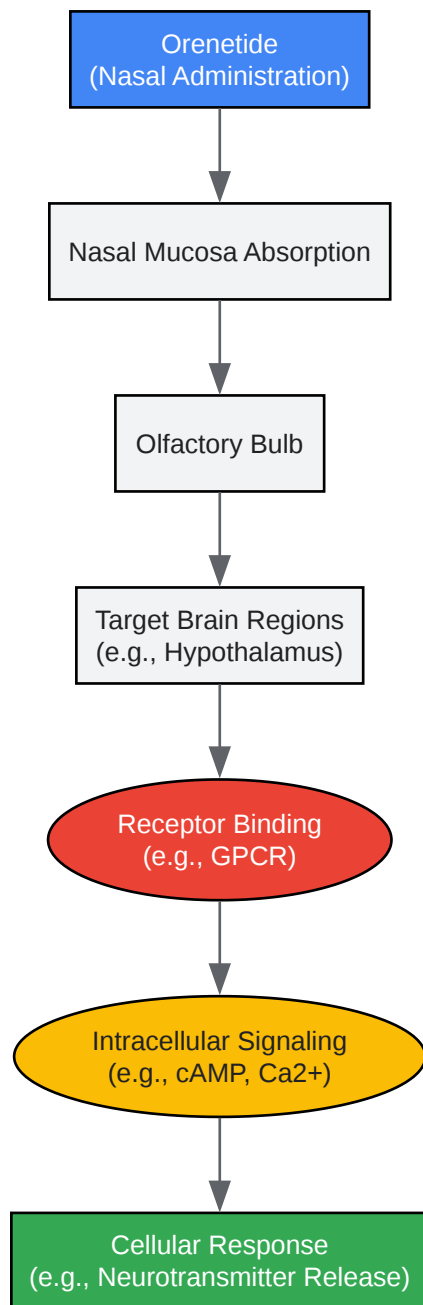 Orenetide
(Nasal Administration)
Nasal Mucosa Absorption
Olfactory Bulb
Target Brain Regions
(e.g., Hypothalamus)
Receptor Binding
(e.g., GPCR)
Intracellular Signaling
(e.g., cAMP, Ca2+)
Cellular Response
(e.g., Neurotransmitter Release)